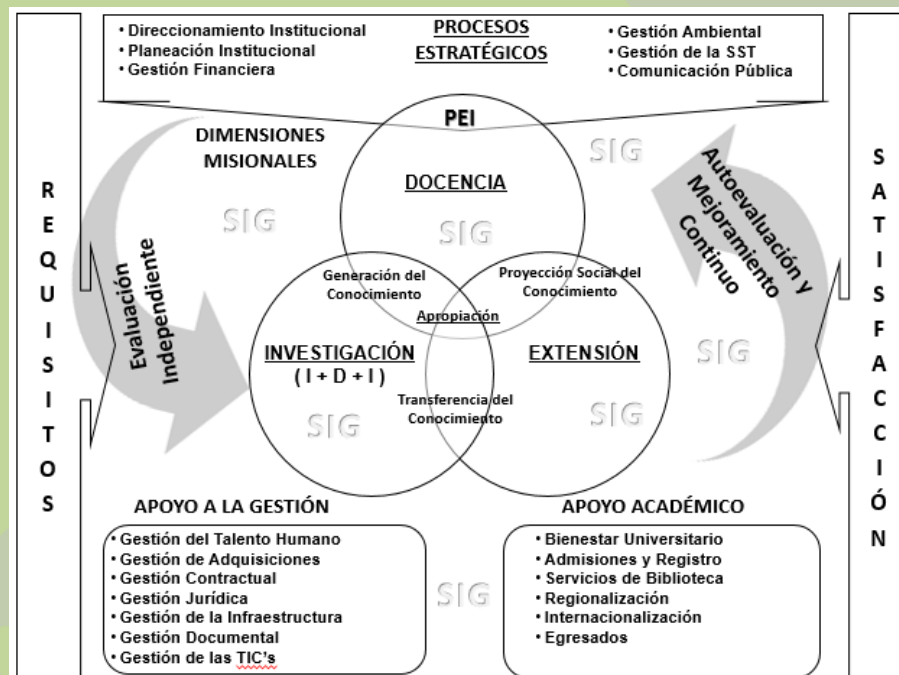 • Direccionamiento Institucional
• Planeación Institucional
• Gestión Financiera
PROCESOS
ESTRATÉGICOS
• Gestión Ambiental
• Gestión de la SST
• Comunicación Pública
PEI
DIMENSIONES
MISIONALES
SIG
SIG
DOCENCIA
SIG
REQUISITOS
SATISFACCIÓN
Evaluación
Independiente
Autoevaluación y
Mejoramiento
Continuo
Generación del
Conocimiento
Proyección Social del
Conocimiento
Apropiación
INVESTIGACIÓN
( I + D + I )
SIG
EXTENSIÓN
SIG
SIG
Transferencia del
Conocimiento
APOYO A LA GESTIÓN
• Gestión del Talento Humano
• Gestión de Adquisiciones
• Gestión Contractual
• Gestión Jurídica
• Gestión de la Infraestructura
• Gestión Documental
• Gestión de las TIC's
SIG
APOYO ACADÉMICO
• Bienestar Universitario
• Admisiones y Registro
• Servicios de Biblioteca
• Regionalización
• Internacionalización
• Egresados